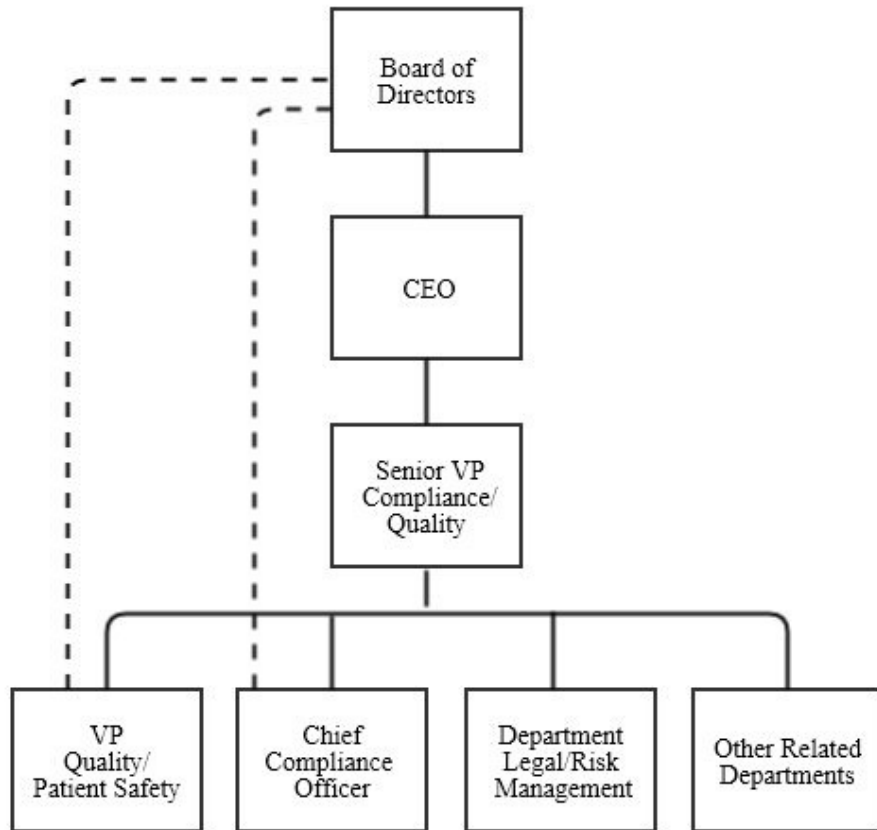 Board of
Directors
CEO
Senior VP
Compliance/
Quality
VP
Quality/
Patient Safety
Chief
Compliance
Officer
Department
Legal/Risk
Management
Other Related
Departments